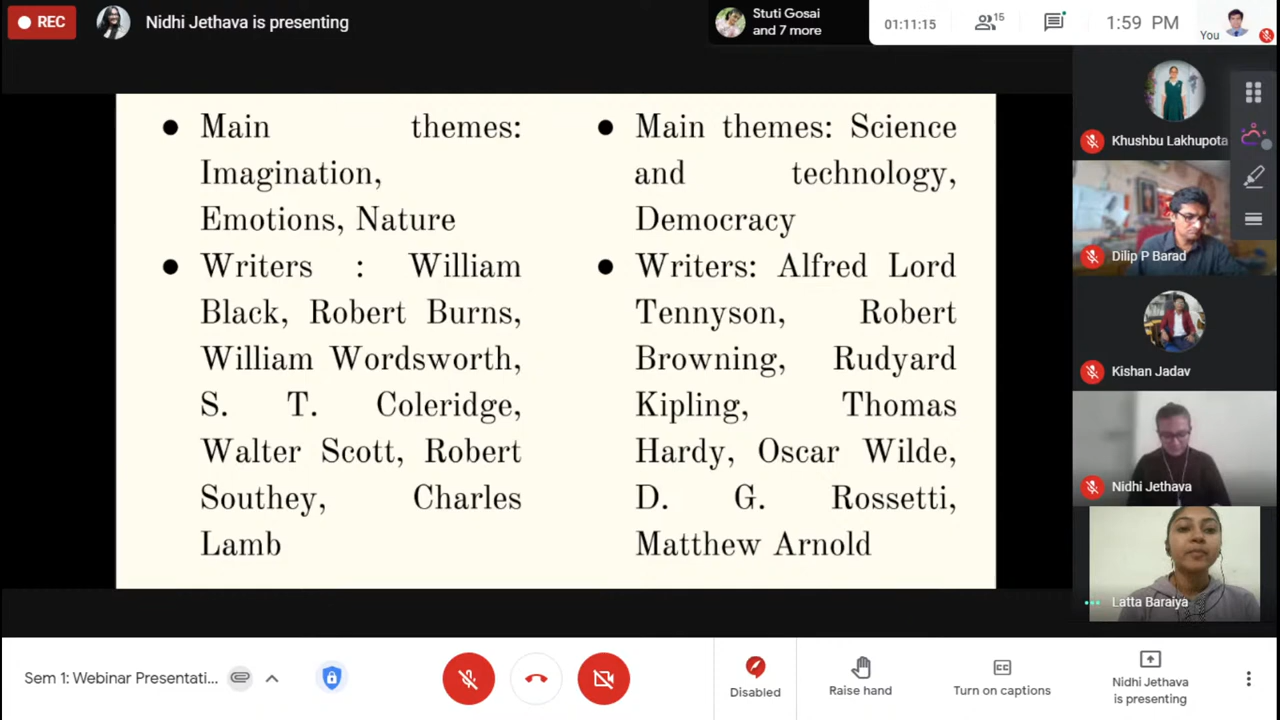 REC
Nidhi Jethava is presenting
Stuti Gosai
and 7 more
01:11:15
15
1:59 PM
You
● Main themes:
Imagination,
Emotions, Nature
● Writers : William
Black, Robert Burns,
William Wordsworth,
S. T. Coleridge,
Walter Scott, Robert
Southey, Charles
Lamb
● Main themes: Science
and technology,
Democracy
● Writers: Alfred Lord
Tennyson, Robert
Browning, Rudyard
Kipling, Thomas
Hardy, Oscar Wilde,
D. G. Rossetti,
Matthew Arnold
Khushbu Lakhupota
Dilip P Barad
Kishan Jadav
Nidhi Jethava
Latta Baraiya
Sem 1: Webinar Presentati...
Disabled
Raise hand
CC
Turn on captions
Nidhi Jethava
is presenting